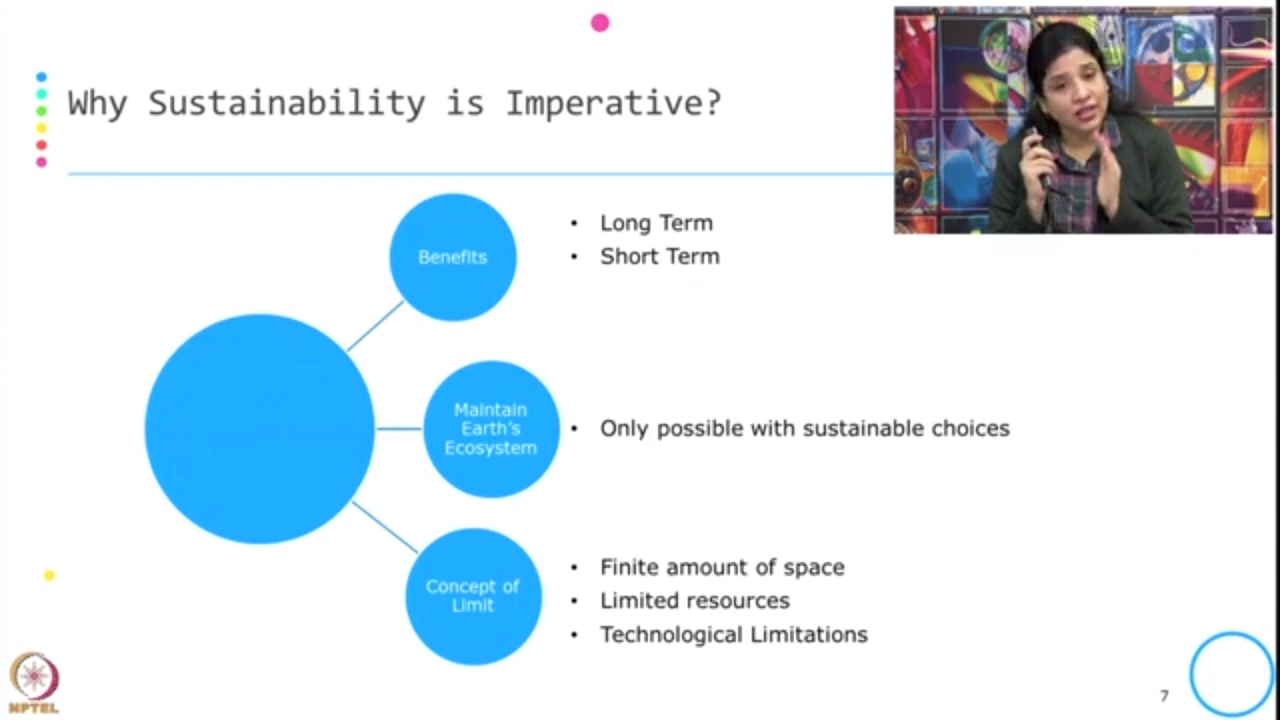 Why Sustainability is Imperative?
Benefits
• Long Term
• Short Term
Maintain
Earth's
Ecosystem
• Only possible with sustainable choices
Concept of
Limit
• Finite amount of space
• Limited resources
• Technological Limitations
NPTEL
7